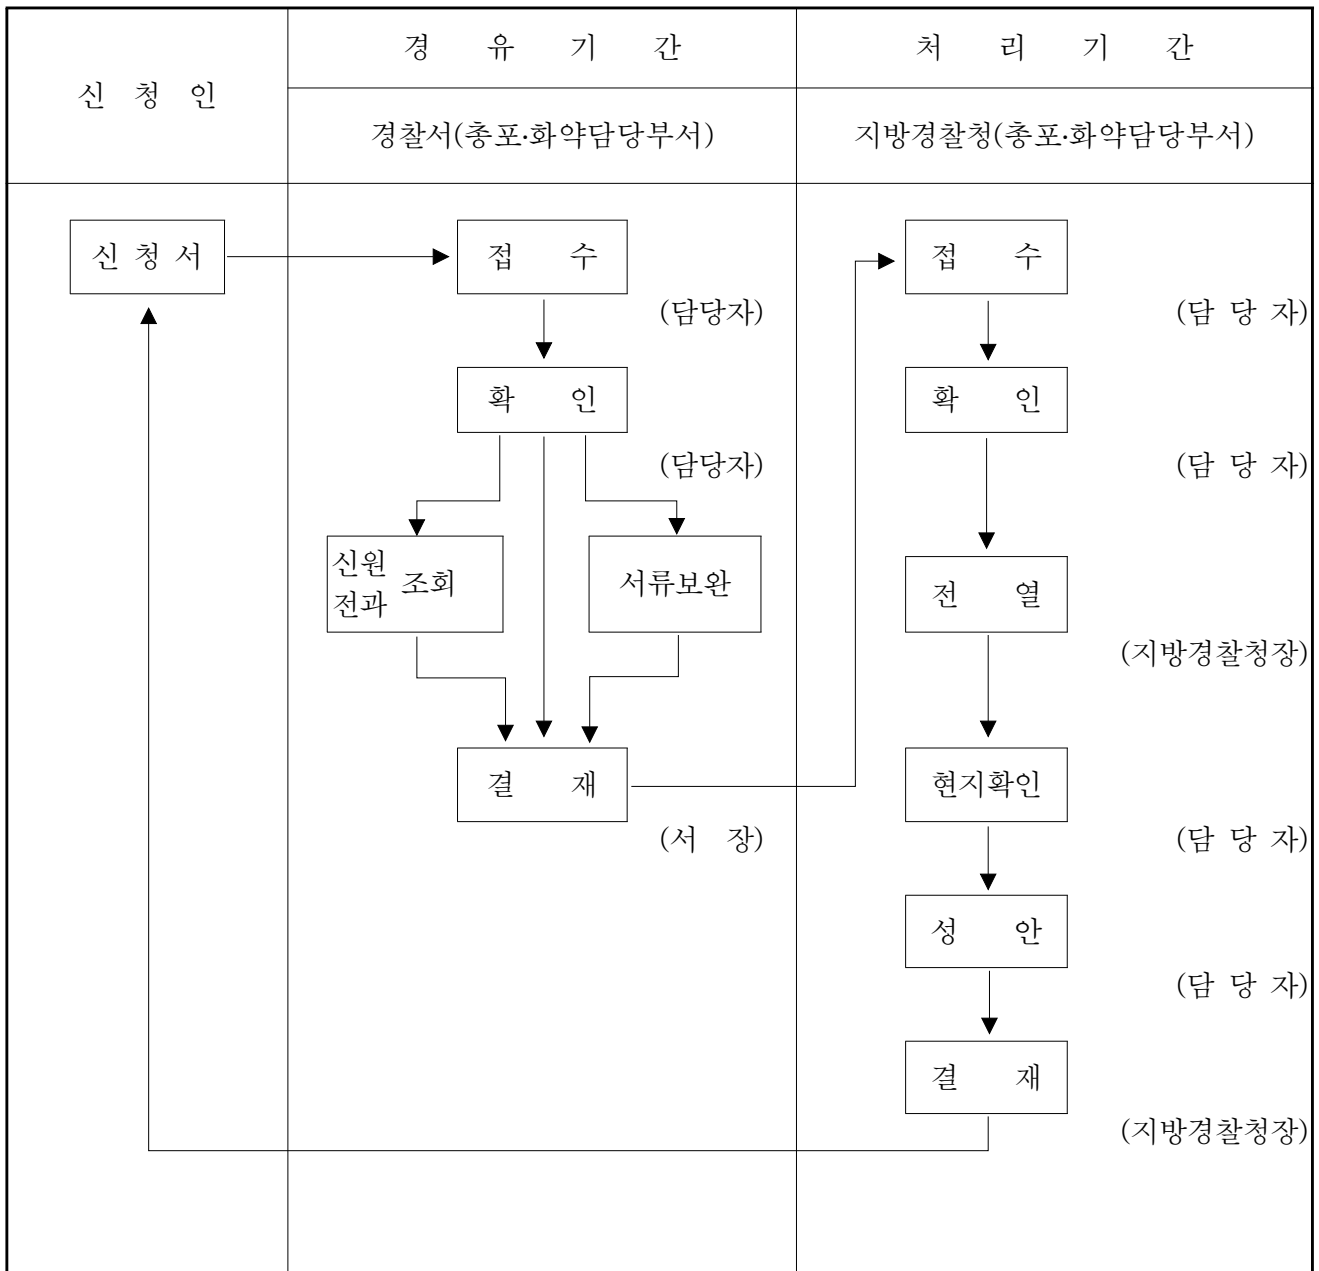 신 청 인
경 유 기 간
처 리 기 간
경찰서(총포·화약담당부서)
지방경찰청(총포·화약담당부서)
신 청 서
접 수
(담당자)
확 인
(담당자)
신원
전과
조회
서류보완
결 재
(서 장)
접 수
(담 당 자)
확 인
(담 당 자)
전 열
(지방경찰청장)
현지확인
(담 당 자)
성 안
(담 당 자)
결 재
(지방경찰청장)